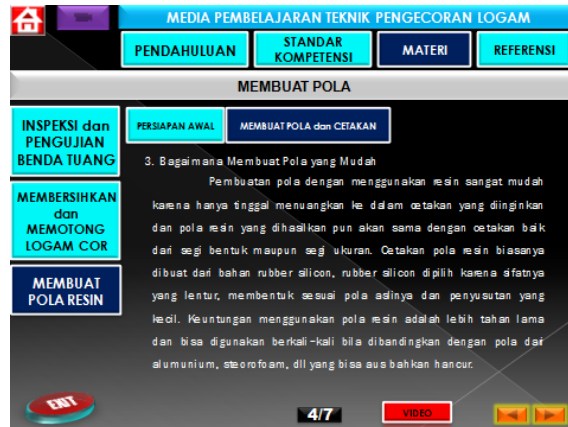 MEDIA PEMBELAJARAN TEKNIK PENGECORAN LOGAM
PENDAHULUAN
STANDAR
KOMPETENSI
MATERI
REFERENSI
MEMBUAT POLA
INSPEKSI dan
PENGUJIAN
BENDA TUANG
MEMBERSIHKAN
dan
MEMOTONG
LOGAM COR
MEMBUAT
POLA RESIN
PERSIAPAN AWAL
MEMBUAT POLA dan CETAKAN
3. Bagaimana Membuat Pola yang Mudah
Pembuatan pola dengan menggunakan resin sangat mudah
karena hanya tinggal menuangkan ke dalam cetakan yang diinginkan
dan pola resin yang dihasilkan pun akan sama dengan cetakan baik
dari segi bentuk maupun segi ukuran. Cetakan pola resin biasanya
dibuat dari bahan rubber silicon, rubber silicon dipilih karena sifatnya
yang lentur, membentuk sesuai pola aslinya dan penyusutan yang
kecil. Keuntungan menggunakan pola resin adalah lebih tahan lama
dan bisa digunakan berkali-kali bila dibandingkan dengan pola dari
alumunium, steorofoam, dll yang bisa aus bahkan hancur.
EXIT
4/7
VIDEO